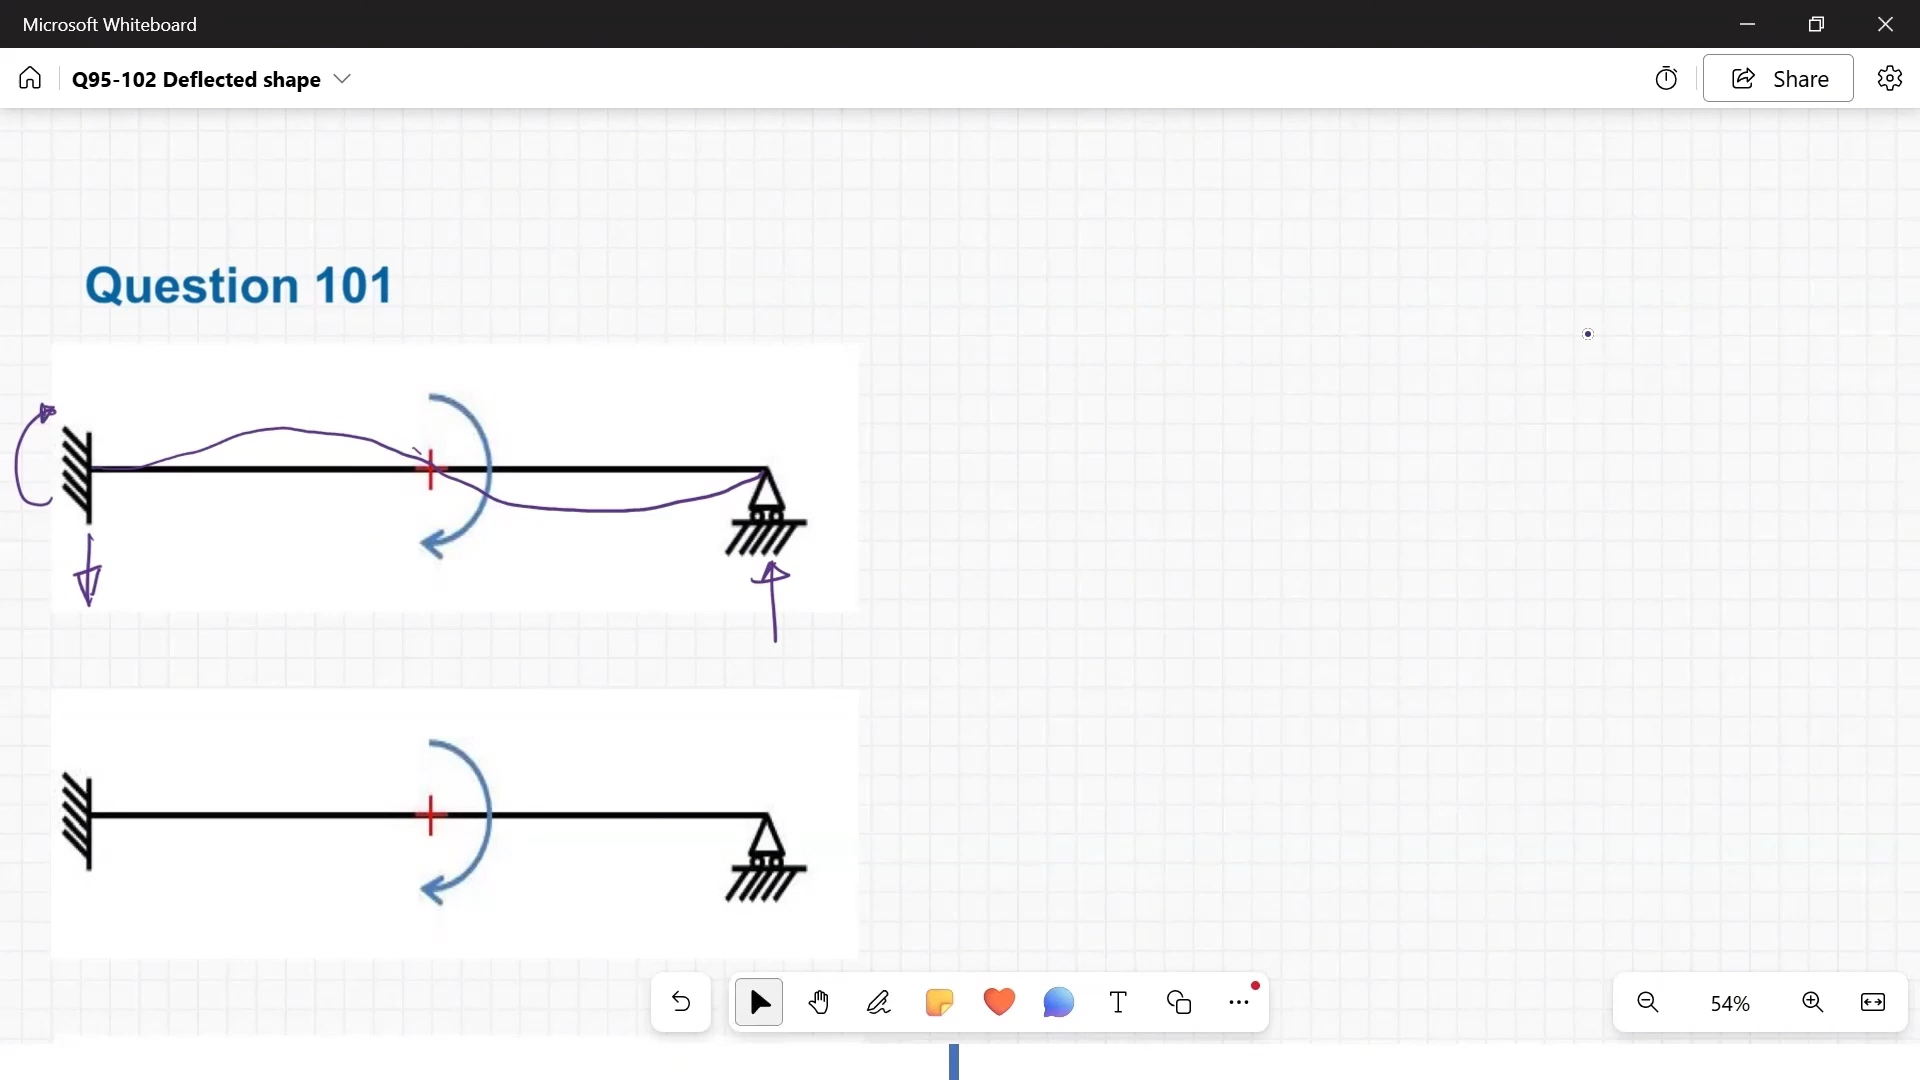 Microsoft Whiteboard
Q95-102 Deflected shape
Share
Question 101
T
54%